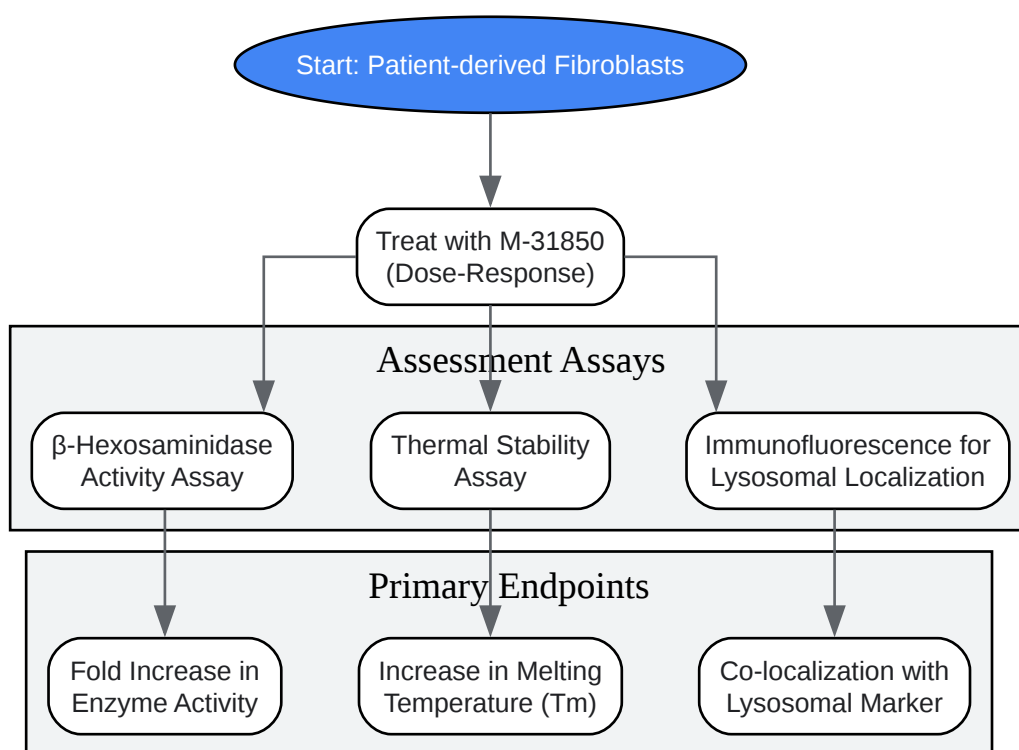 Start: Patient-derived Fibroblasts
Treat with M-31850
(Dose-Response)
Assessment Assays
β-Hexosaminidase
Activity Assay
Thermal Stability
Assay
Immunofluorescence for
Lysosomal Localization
Primary Endpoints
Fold Increase in
Enzyme Activity
Increase in Melting
Temperature (Tm)
Co-localization with
Lysosomal Marker